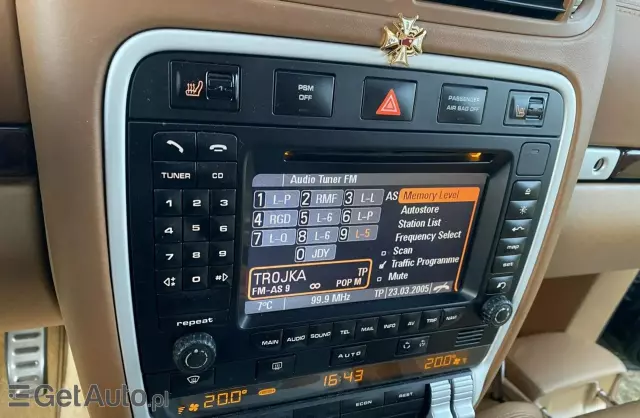 PSM OFF
PASSENGER AIR BAG OFF
TUNER CD
1 2 3
4 5 6
7 8 9
0 #
repeat
Audio Tuner FM
1 L-P 2 RMF 3 L-L AS
4 RGD 5 L-6 6 L-P
7 L-O 8 L-6 9 L-5
0 JDY
Memory Level
Autostore
Station List
Frequency Select
Scan
Traffic Programme
Mute
TROJKA TP
FM-AS 9 ∞ POP M
7°C 99.9 MHz TP 23.03.2005
map
set
MAIN AUDIO SOUND TEL MAIL INFO AV TRIP NAVI
AUTO
20.0° 16:43 20.0°
ECON REST
GetAuto.pl